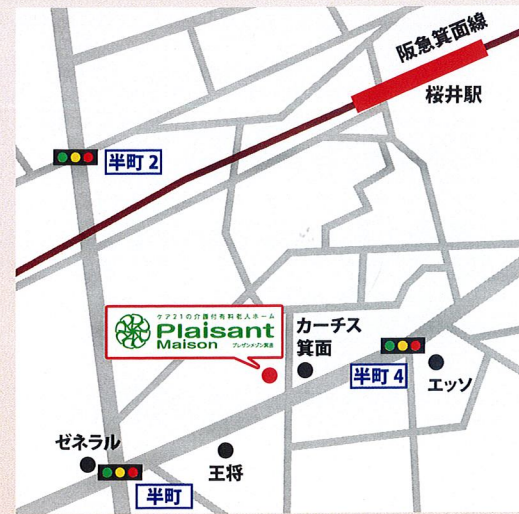 阪急箕面線
桜井駅
半町 2
ケア21の介護付有料老人ホーム
Plaisant
Maison プレザンメゾン箕面
カーチス
箕面
半町 4
エッソ
ゼネラル
王将
半町